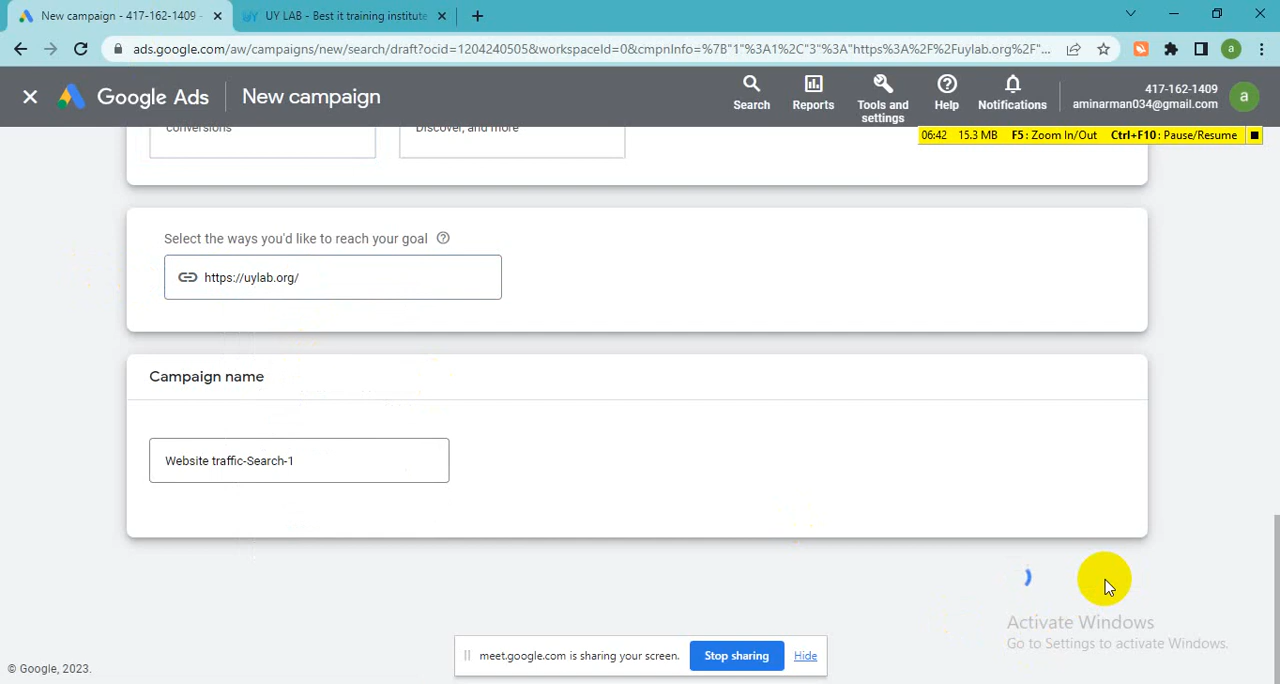 New campaign - 417-162-1409 -
UY LAB - Best it training institute
ads.google.com/aw/campaigns/new/search/draft?ocid=1204240505&workspaceId=0&cmpnInfo=%7B"1"%3A1%2C"3"%3A"https%3A%2F%2Fuylab.org%2F"...
a
Google Ads
New campaign
Search
Reports
Tools and
settings
Help
Notifications
417-162-1409
aminarman034@gmail.com
a
06:42 15.3 MB F5: Zoom In/Out Ctrl+F10: Pause/Resume
conversions
Discover, and more
Select the ways you'd like to reach your goal
https://uylab.org/
Campaign name
Website traffic-Search-1
Activate Windows
Go to Settings to activate Windows.
meet.google.com is sharing your screen.
Stop sharing
Hide
© Google, 2023.